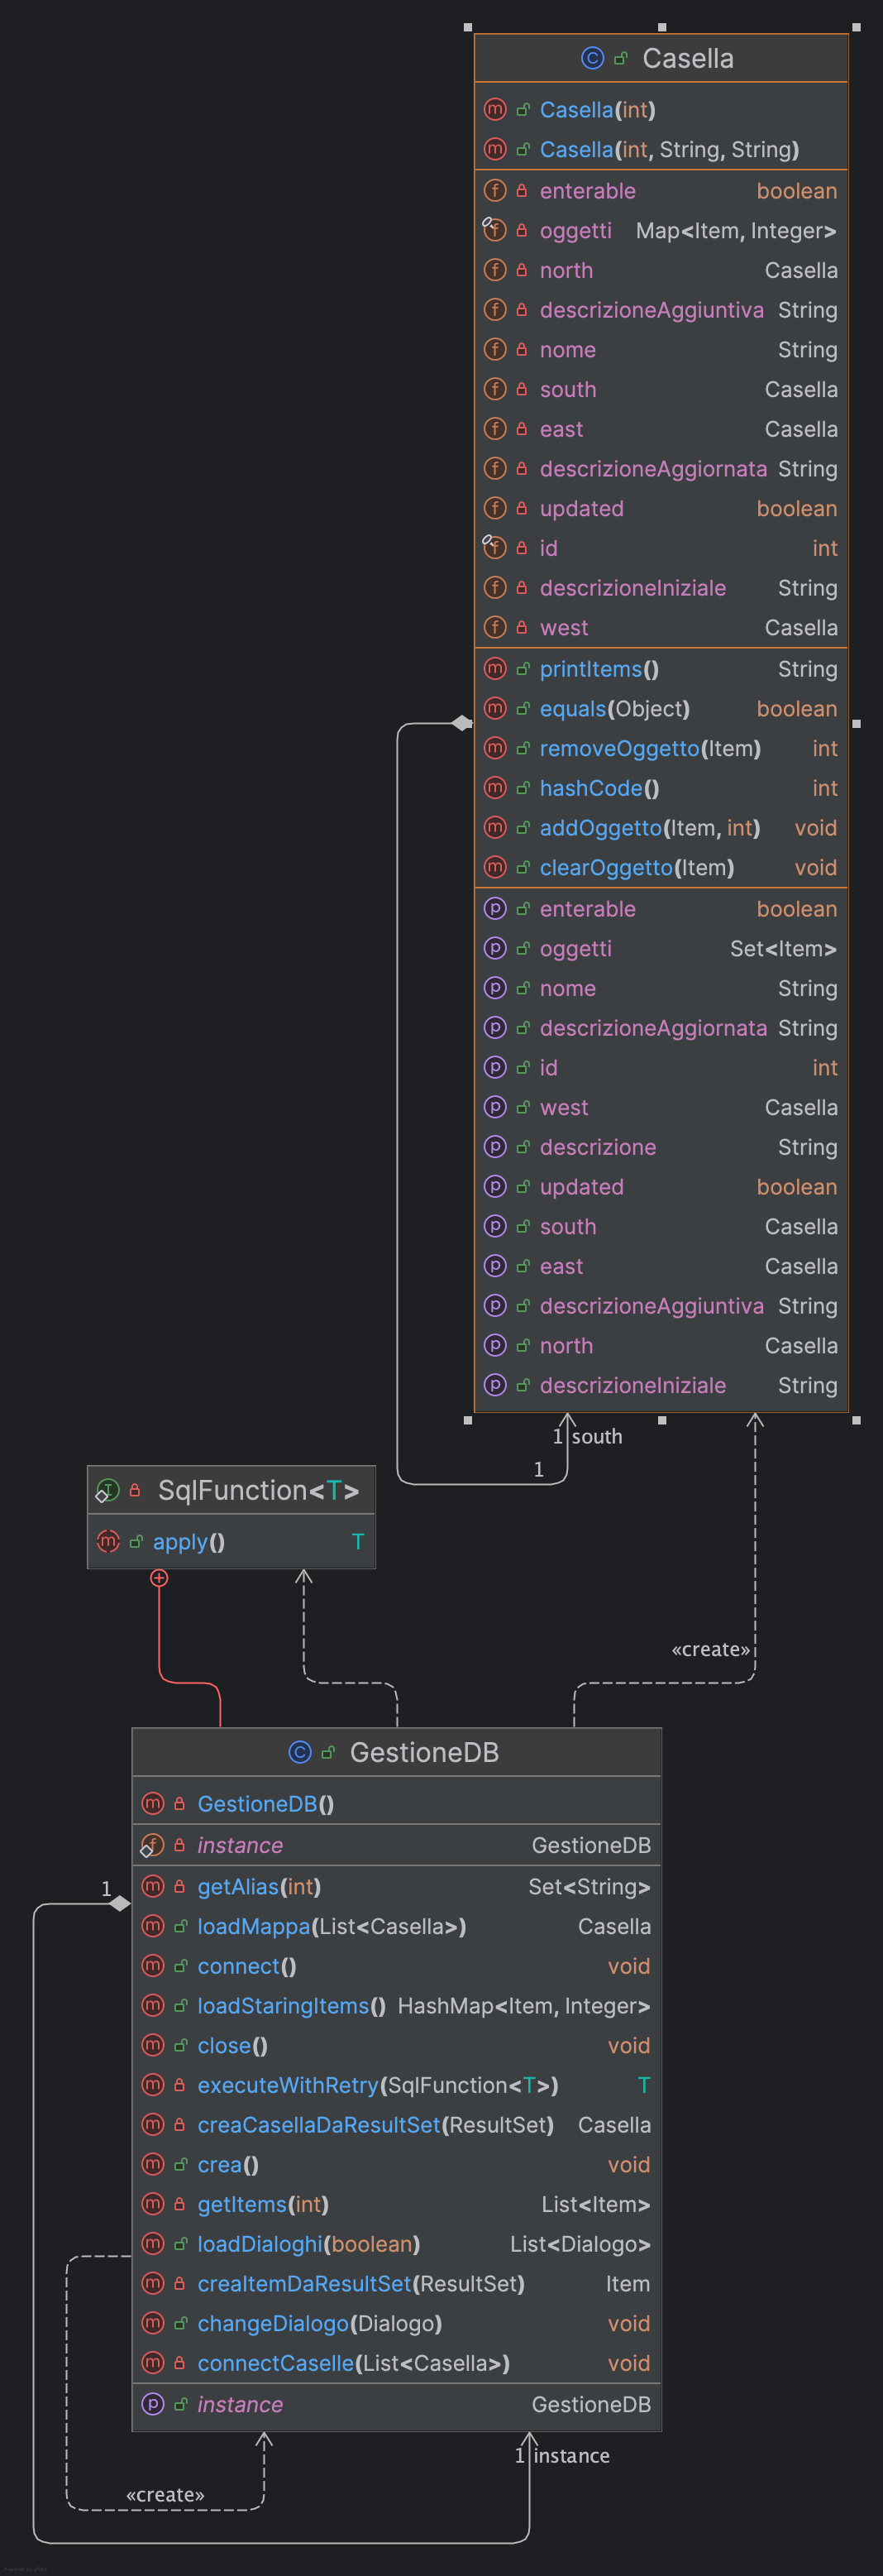 Casella
Casella(int)
Casella(int, String, String)
enterable boolean
oggetti Map<Item, Integer>
north Casella
descrizioneAggiuntiva String
nome String
south Casella
east Casella
descrizioneAggiornata String
updated boolean
id int
descrizioneIniziale String
west Casella
printItems() String
equals(Object) boolean
removeOggetto(Item) int
hashCode() int
addOggetto(Item, int) void
clearOggetto(Item) void
enterable boolean
oggetti Set<Item>
nome String
descrizioneAggiornata String
id int
west Casella
descrizione String
updated boolean
south Casella
east Casella
descrizioneAggiuntiva String
north Casella
descrizioneIniziale String
1 south
1
SqlFunction<T>
apply() T
«create»
GestioneDB
GestioneDB()
instance GestioneDB
1
getAlias(int) Set<String>
loadMappa(List<Casella>) Casella
connect() void
loadStaringItems() HashMap<Item, Integer>
close() void
executeWithRetry(SqlFunction<T>) T
creaCasellaDaResultSet(ResultSet) Casella
crea() void
getItems(int) List<Item>
loadDialoghi(boolean) List<Dialogo>
creaItemDaResultSet(ResultSet) Item
changeDialogo(Dialogo) void
connectCaselle(List<Casella>) void
instance GestioneDB
1 instance
«create»